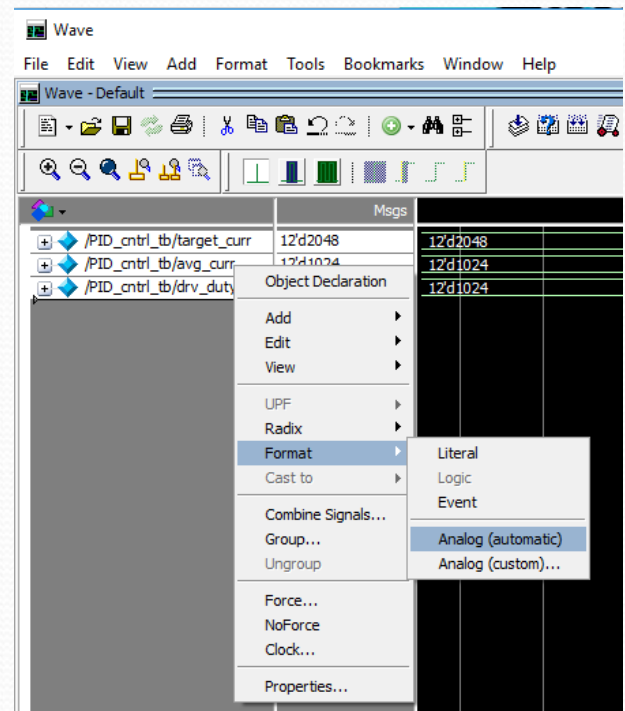 Wave
File Edit View Add Format Tools Bookmarks Window Help
Wave - Default
Msgs
/PID_cntrl_tb/target_curr 12'd2048 12'd2048
/PID_cntrl_tb/avg_curr 12'd1024 12'd1024
/PID_cntrl_tb/drv_duty 12'd1024
Object Declaration
Add
Edit
View
UPF
Radix
Format
Cast to
Combine Signals...
Group...
Ungroup
Force...
NoForce
Clock...
Properties...
Literal
Logic
Event
Analog (automatic)
Analog (custom)...